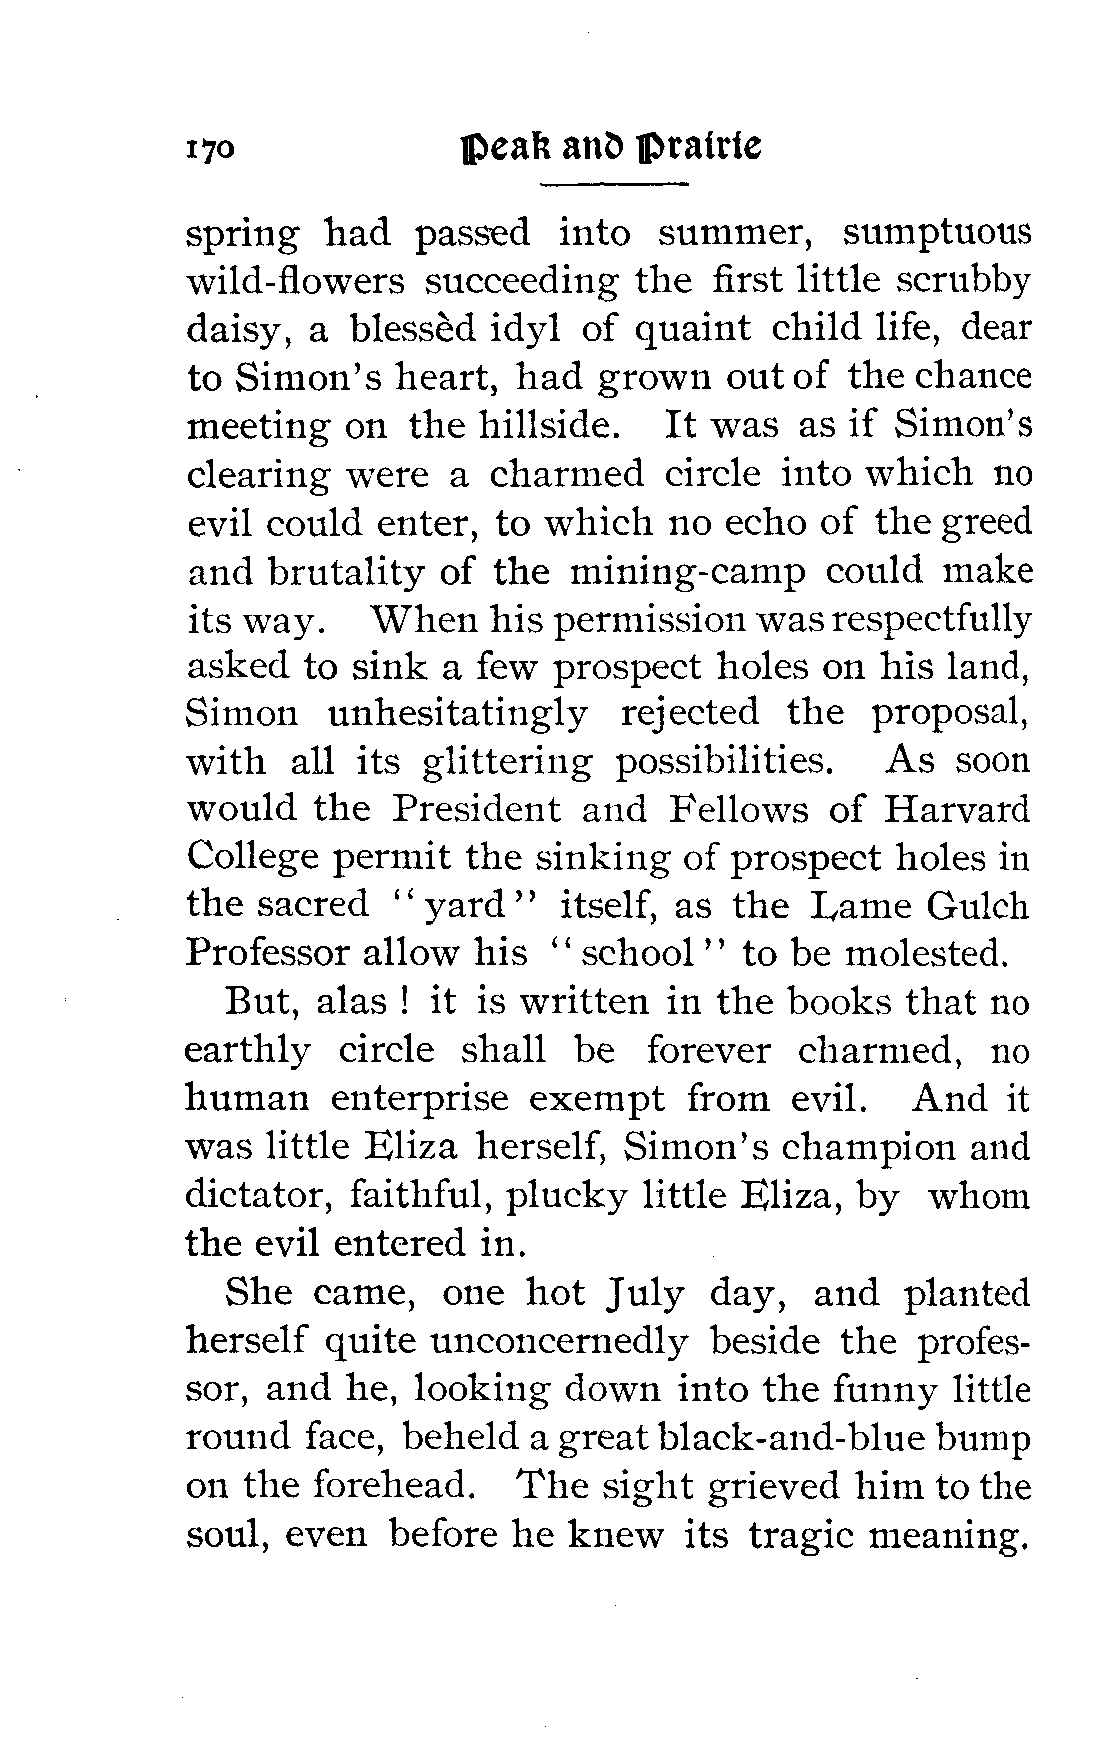 170 Peak and Prairie
spring had passed into summer, sumptuous
wild-flowers succeeding the first little scrubby
daisy, a blessèd idyl of quaint child life, dear
to Simon's heart, had grown out of the chance
meeting on the hillside. It was as if Simon's
clearing were a charmed circle into which no
evil could enter, to which no echo of the greed
and brutality of the mining-camp could make
its way. When his permission was respectfully
asked to sink a few prospect holes on his land,
Simon unhesitatingly rejected the proposal,
with all its glittering possibilities. As soon
would the President and Fellows of Harvard
College permit the sinking of prospect holes in
the sacred "yard" itself, as the Lame Gulch
Professor allow his "school" to be molested.
But, alas! it is written in the books that no
earthly circle shall be forever charmed, no
human enterprise exempt from evil. And it
was little Eliza herself, Simon's champion and
dictator, faithful, plucky little Eliza, by whom
the evil entered in.
She came, one hot July day, and planted
herself quite unconcernedly beside the profes-
sor, and he, looking down into the funny little
round face, beheld a great black-and-blue bump
on the forehead. The sight grieved him to the
soul, even before he knew its tragic meaning.